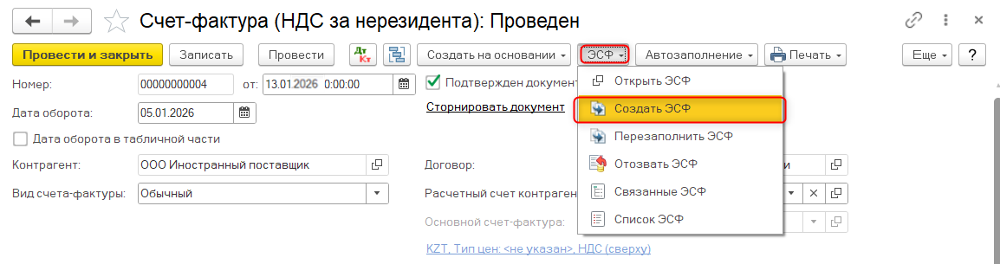 Счет-фактура (НДС за нерезидента): Проведен
Провести и закрыть Записать Провести Дт Кт Создать на основании ЭСФ Автозаполнение Печать Еще ?
Номер: 00000000004 от: 13.01.2026 0:00:00 Подтвержден документ
Открыть ЭСФ
Дата оборота: 05.01.2026 Сторнировать документ
Создать ЭСФ
Дата оборота в табличной части
Перезаполнить ЭСФ
Контрагент: ООО Иностранный поставщик Договор:
Отозвать ЭСФ
Вид счета-фактуры: Обычный Расчетный счет контраген
Связанные ЭСФ
Основной счет-фактура:
Список ЭСФ
KZT, Тип цен: <не указан>, НДС (сверху)